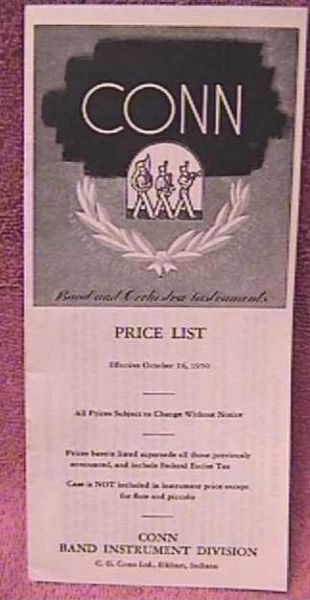 CONN
Band and Orchestra Instruments
PRICE LIST
Effective October 16, 1950
All Prices Subject to Change Without Notice
Prices herein listed supersede all those previously
announced, and include Federal Excise Tax
Case is NOT included in instrument price except
for flute and piccolo
CONN
BAND INSTRUMENT DIVISION
C. G. Conn Ltd., Elkhart, Indiana